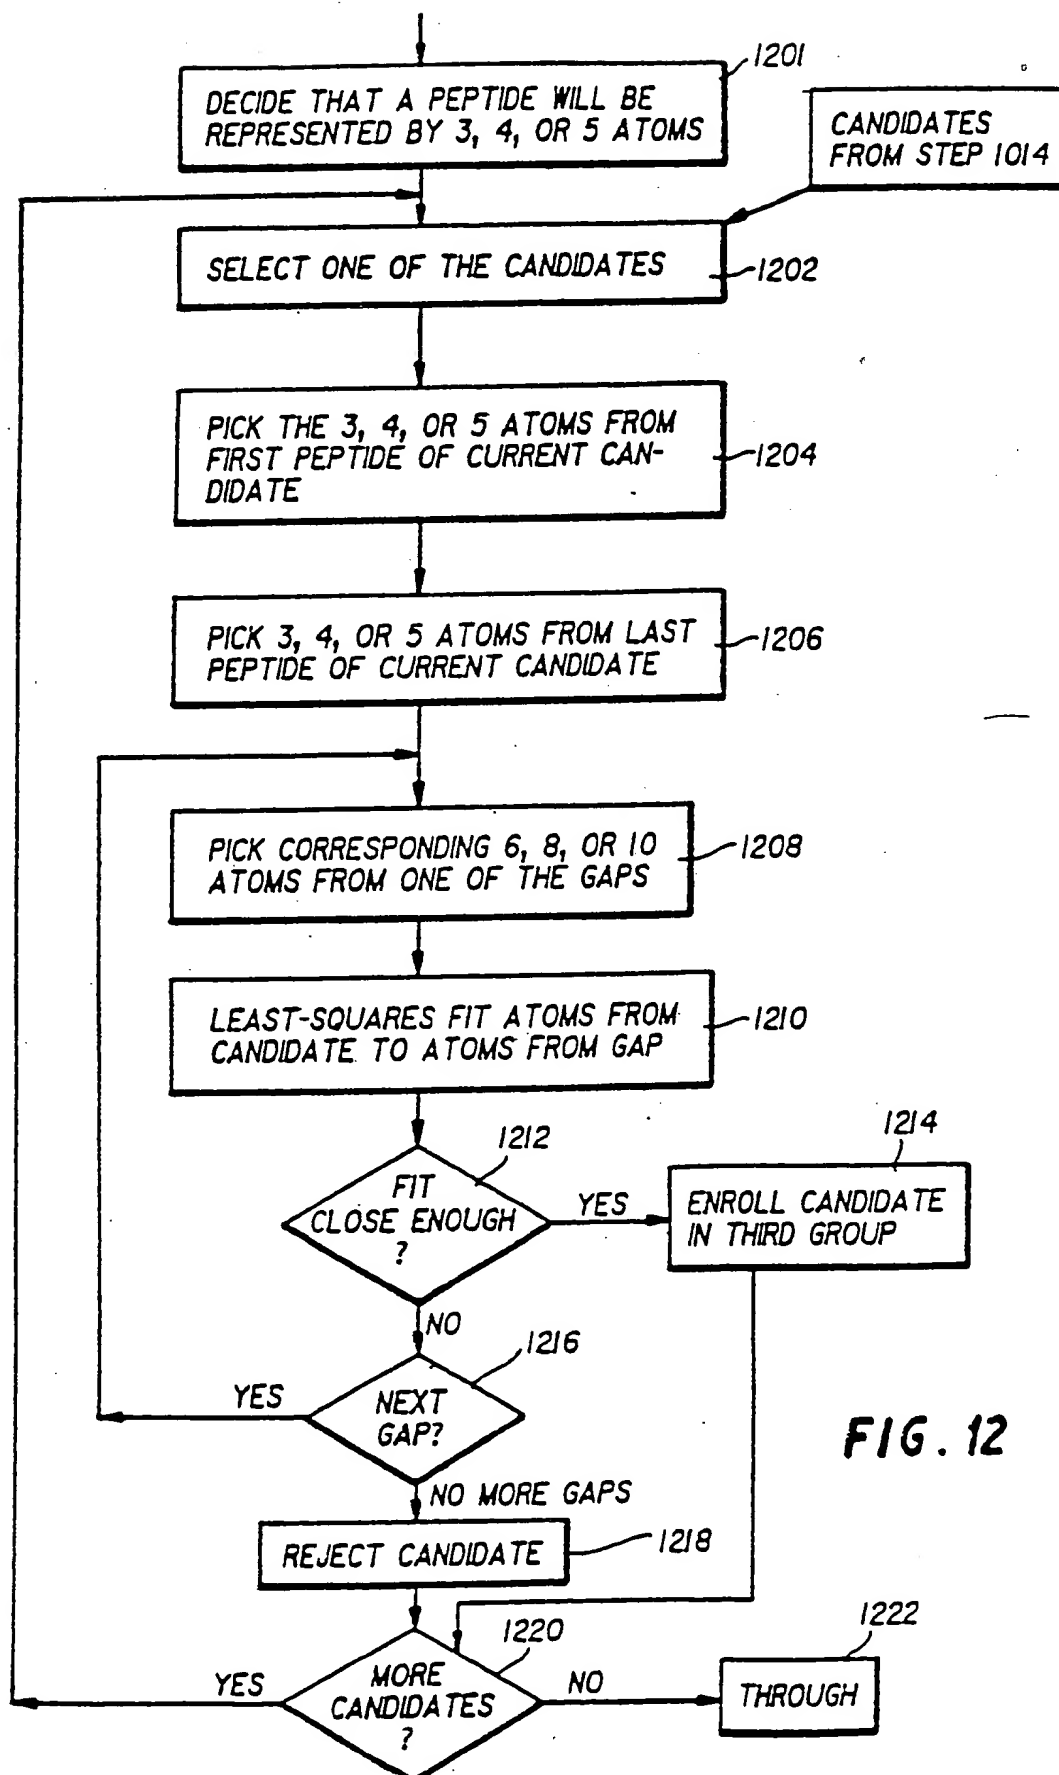 1201
DECIDE THAT A PEPTIDE WILL BE
REPRESENTED BY 3, 4, OR 5 ATOMS
CANDIDATES
FROM STEP 1014
SELECT ONE OF THE CANDIDATES
1202
PICK THE 3, 4, OR 5 ATOMS FROM
FIRST PEPTIDE OF CURRENT CAN-
DIDATE
1204
PICK 3, 4, OR 5 ATOMS FROM LAST
PEPTIDE OF CURRENT CANDIDATE
1206
PICK CORRESPONDING 6, 8, OR 10
ATOMS FROM ONE OF THE GAPS
1208
LEAST-SQUARES FIT ATOMS FROM
CANDIDATE TO ATOMS FROM GAP
1210
1212
FIT
CLOSE ENOUGH
?
YES
1214
ENROLL CANDIDATE
IN THIRD GROUP
NO
1216
NEXT
GAP?
YES
NO MORE GAPS
FIG. 12
REJECT CANDIDATE
1218
1220
MORE
CANDIDATES
?
YES
NO
1222
THROUGH